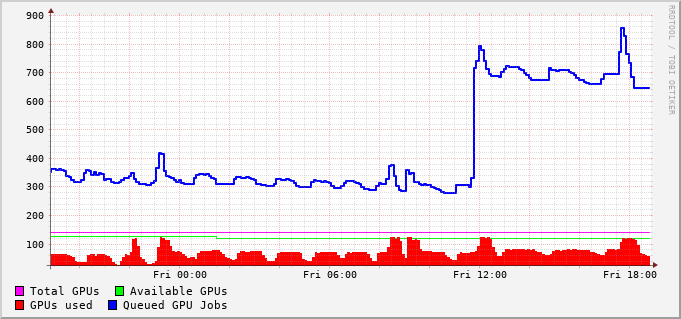 900
800
700
600
500
400
300
200
100
Fri 00:00 Fri 06:00 Fri 12:00 Fri 18:00
Total GPUs Available GPUs
GPUs used Queued GPU Jobs
RRDTOOL / TOBI OETIKER